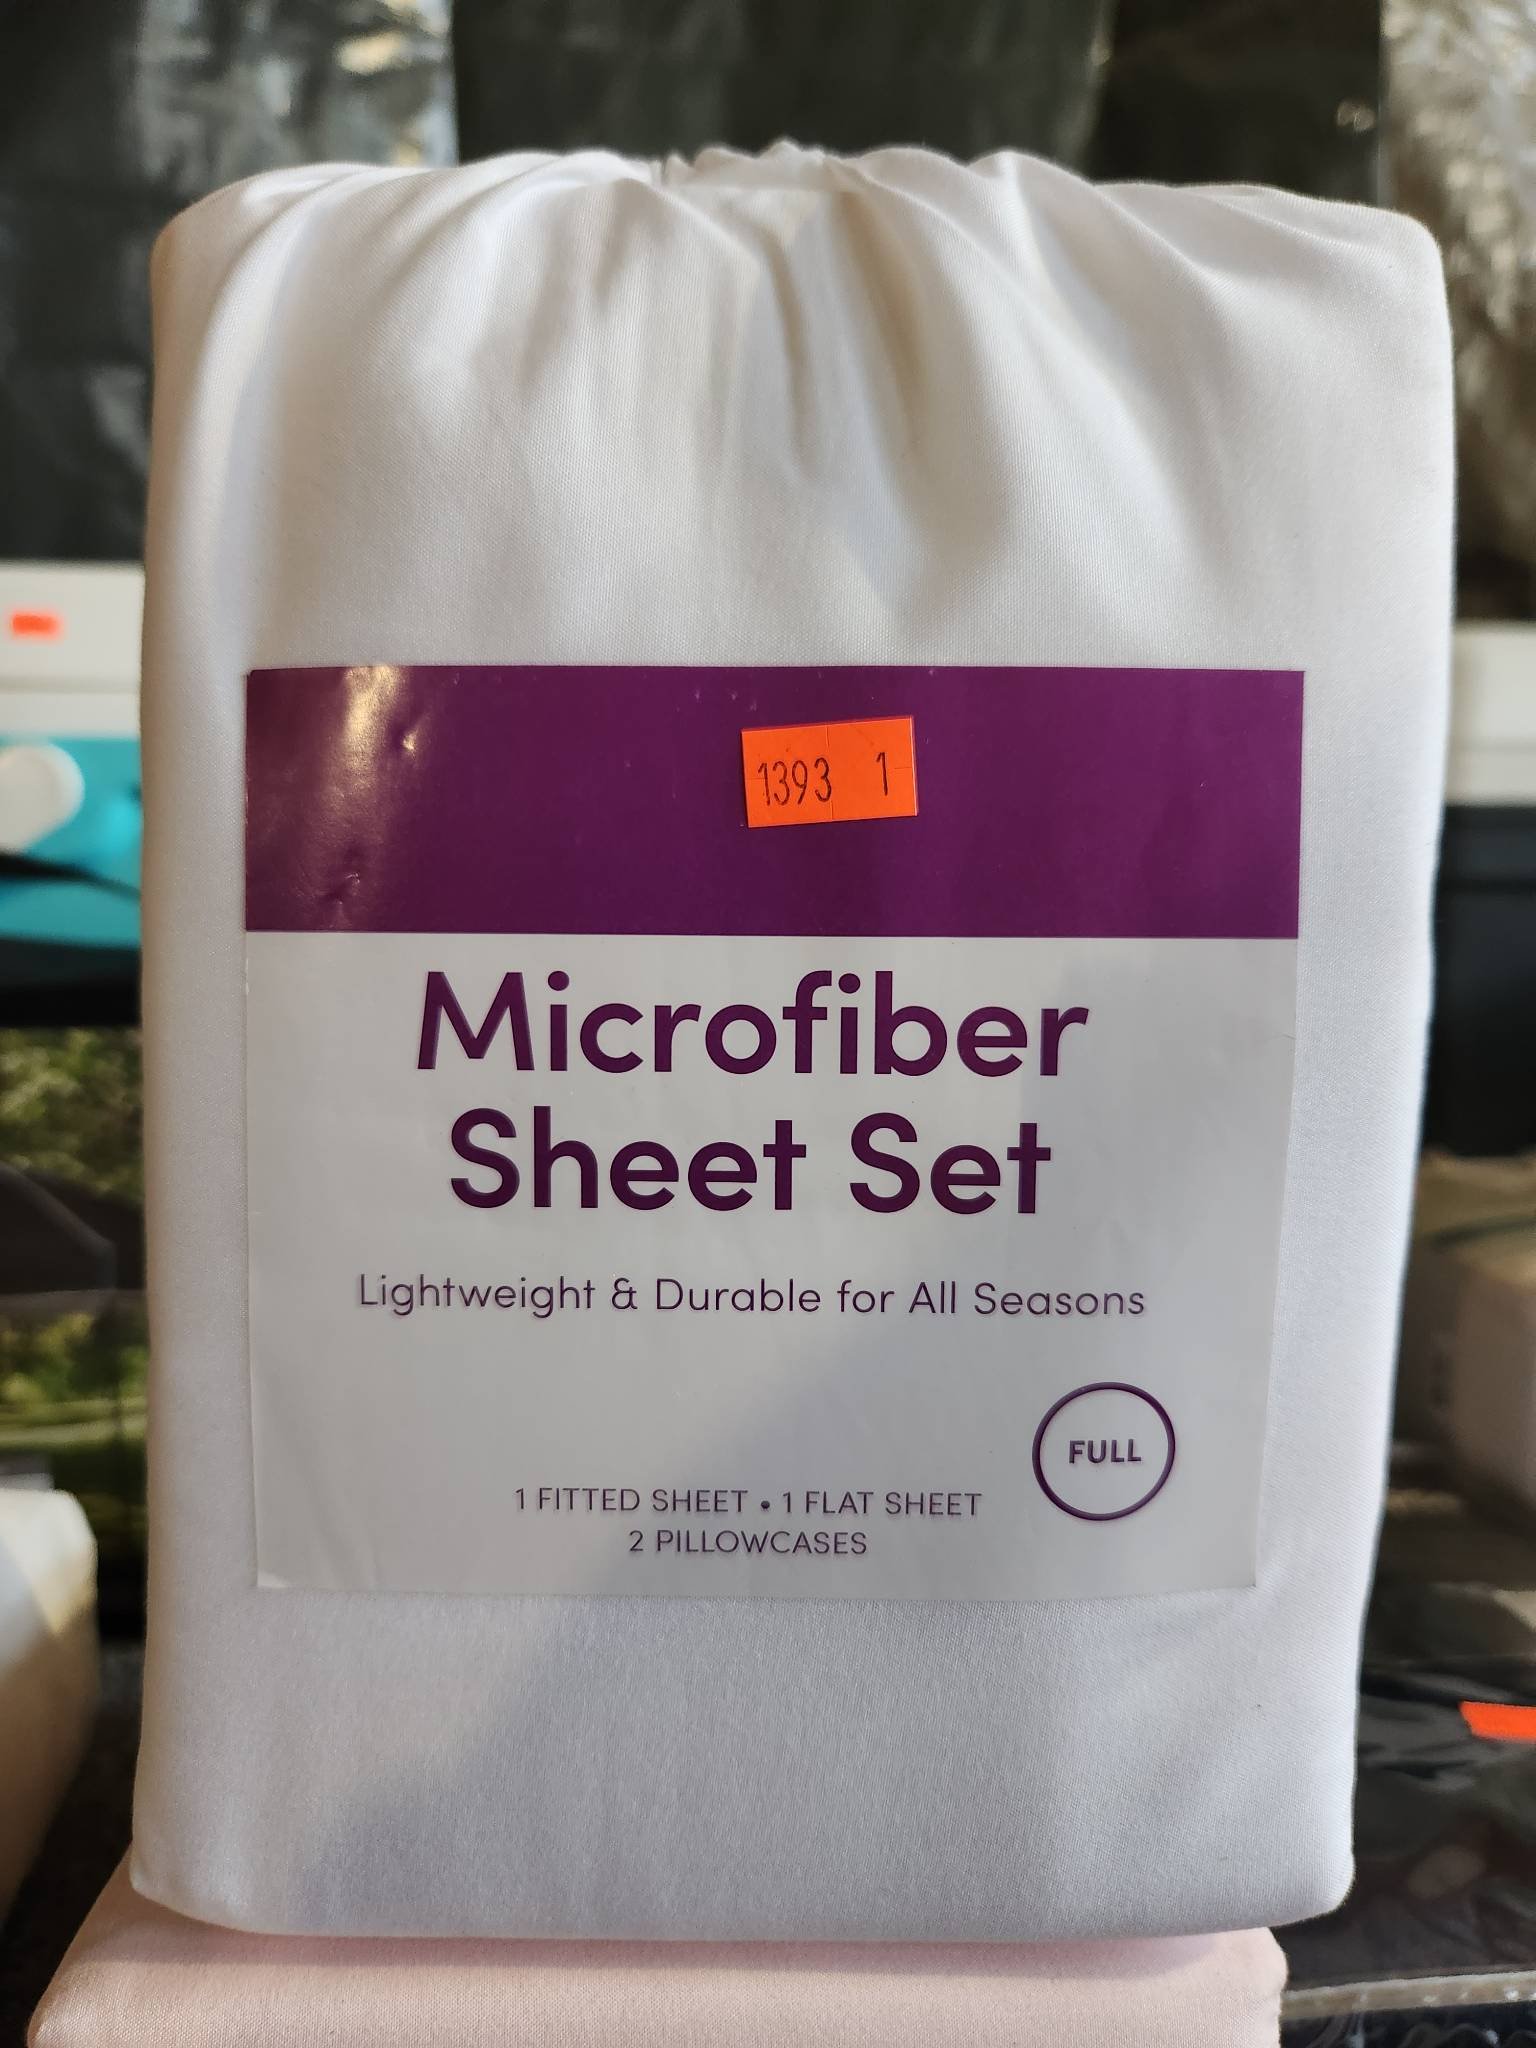 1393 1
Microfiber
Sheet Set
Lightweight & Durable for All Seasons
FULL
1 FITTED SHEET • 1 FLAT SHEET
2 PILLOWCASES